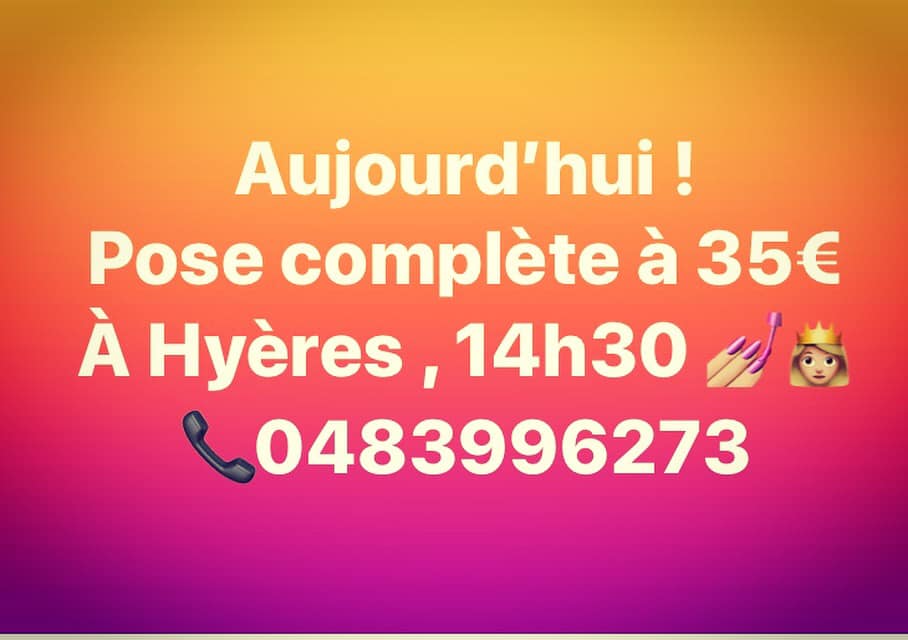 Aujourd’hui !
Pose complète à 35€
À Hyères , 14h30 💅🏼👸🏼
📞0483996273